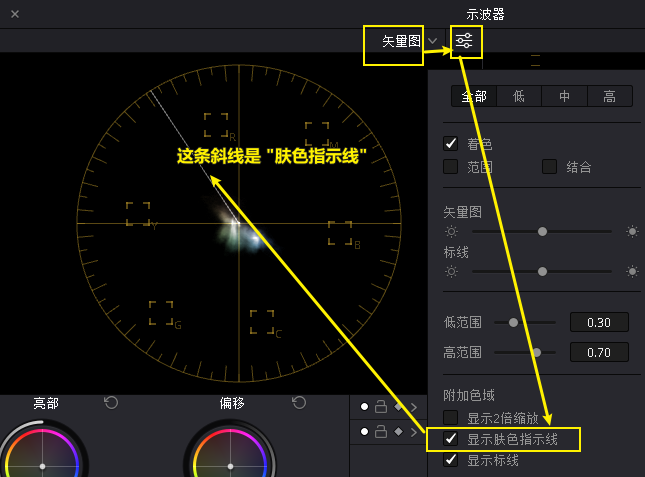 示波器
矢量图
全部 低 中 高
R
M
着色
这条斜线是 "肤色指示线"
范围 结合
矢量图
Y
B
标线
G
C
低范围 0.30
高范围 0.70
附加色域
亮部 偏移
显示2倍缩放
显示肤色指示线
显示标线